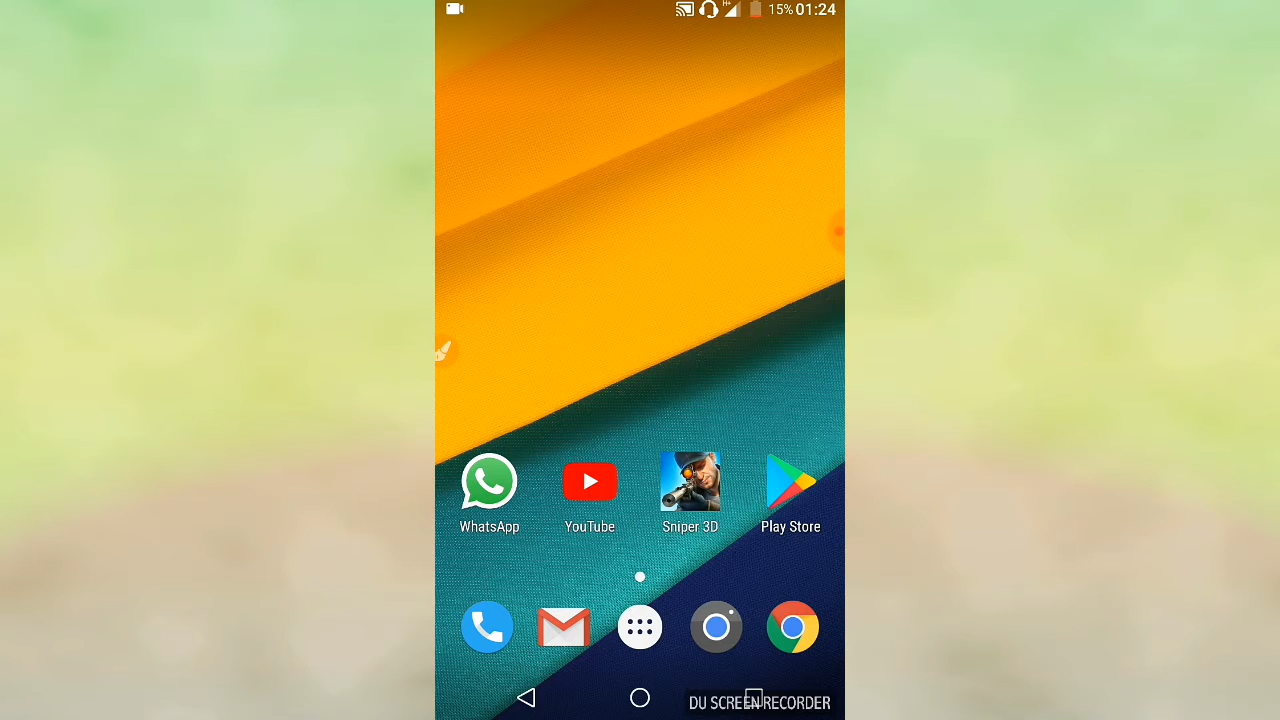 H+ 15% 01:24
WhatsApp YouTube Sniper 3D Play Store
DU SCREEN RECORDER